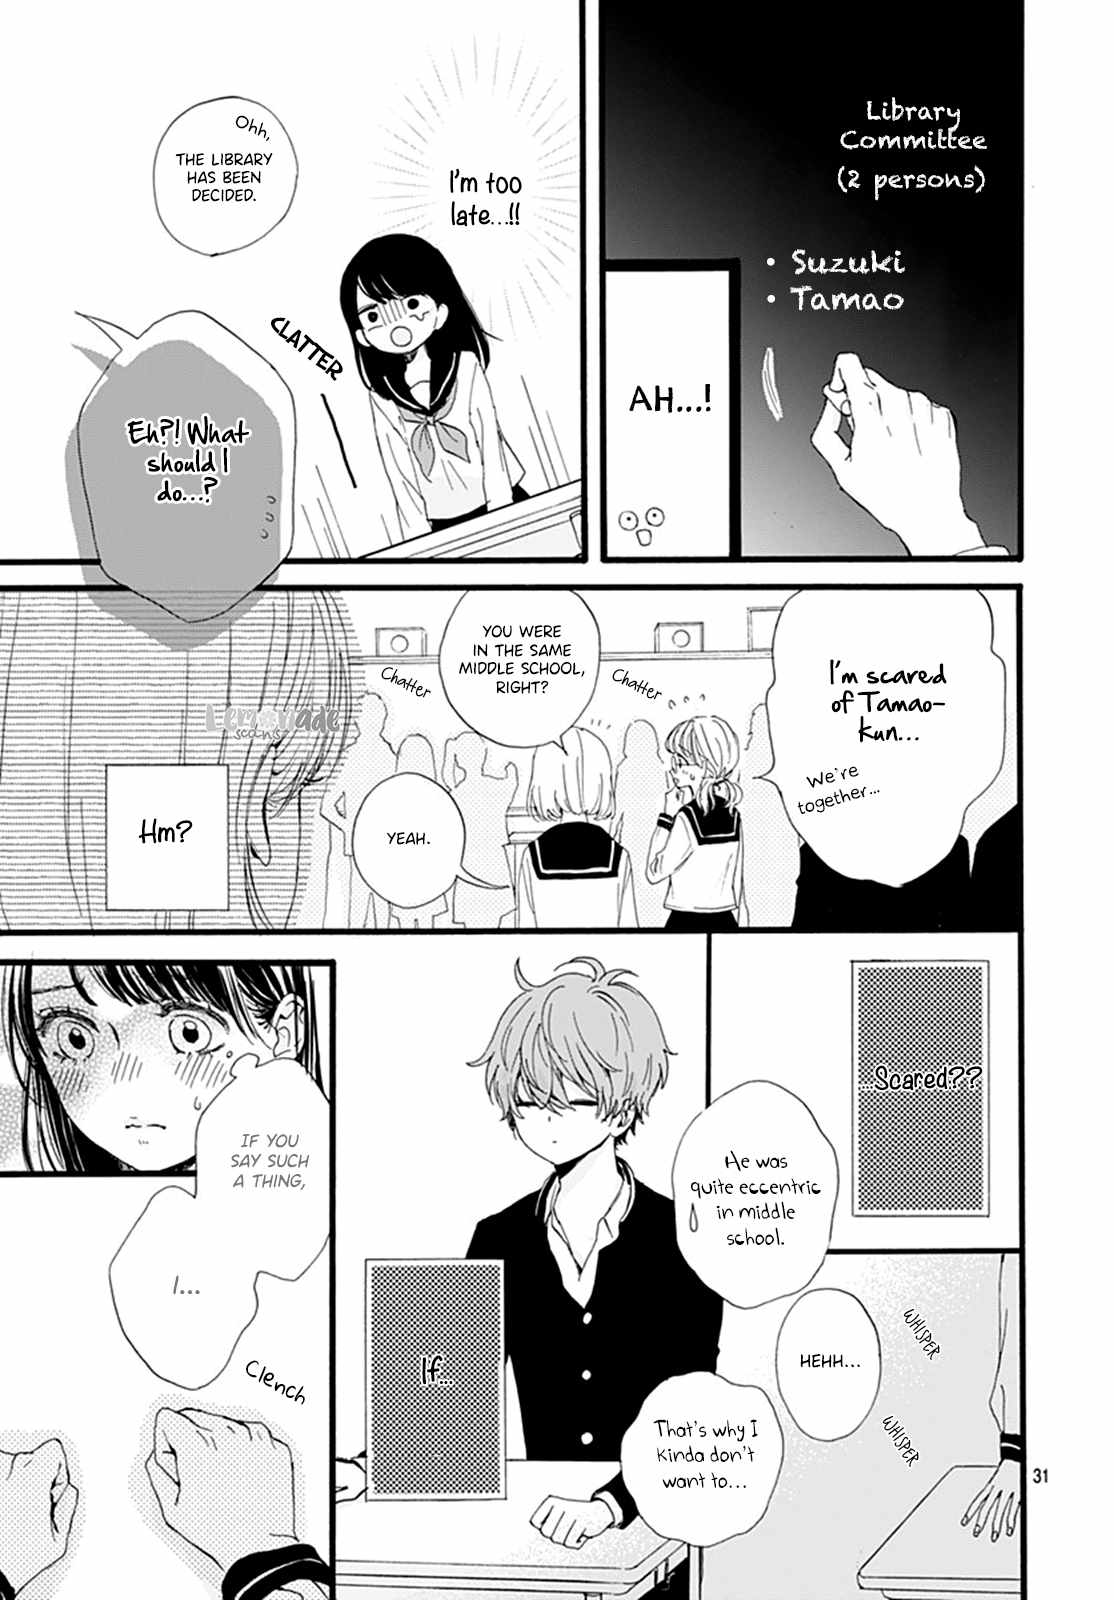 Library
Committee
(2 persons)
• Suzuki
• Tamao
AH...!
I'm too
late...!!
Ohh,
THE LIBRARY
HAS BEEN
DECIDED.
CLATTER
Eh?! What
should I
do...?
I'm scared
of Tamao-
kun...
We're
together...
Chatter
YOU WERE
IN THE SAME
MIDDLE SCHOOL,
RIGHT?
Chatter
YEAH.
Lemonade
scans
Hm?
...Scared??
He was
quite eccentric
in middle
school.
HEHH...
WHISPER
WHISPER
That's why I
kinda don't
want to...
If...
IF YOU
SAY SUCH
A THING,
I...
Clench
31